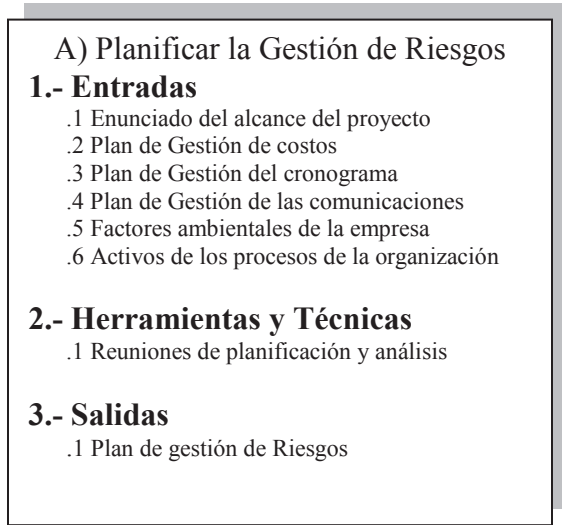 A) Planificar la Gestión de Riesgos
1.- Entradas
.1 Enunciado del alcance del proyecto
.2 Plan de Gestión de costos
.3 Plan de Gestión del cronograma
.4 Plan de Gestión de las comunicaciones
.5 Factores ambientales de la empresa
.6 Activos de los procesos de la organización
2.- Herramientas y Técnicas
.1 Reuniones de planificación y análisis
3.- Salidas
.1 Plan de gestión de Riesgos